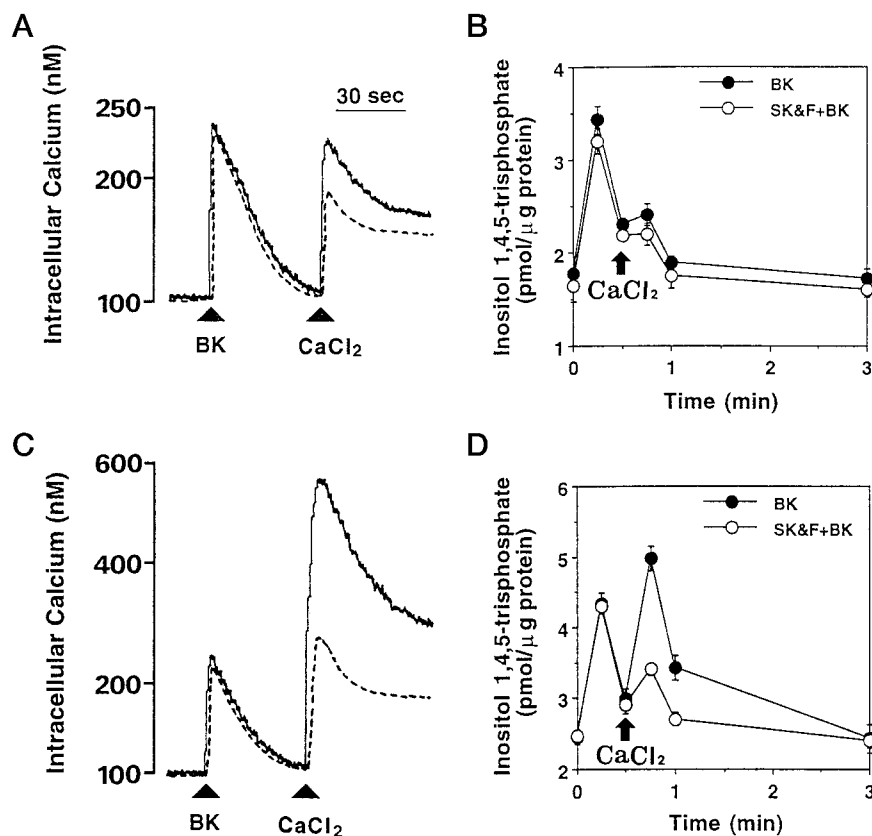 A
Intracellular Calcium (nM)
250
200
100
30 sec
BK
CaCl2
B
Inositol 1,4,5-trisphosphate
(pmol/μg protein)
4
3
2
1
BK
SK&F+BK
CaCl2
0
1
2
3
Time (min)
C
Intracellular Calcium (nM)
600
400
200
100
BK
CaCl2
D
Inositol 1,4,5-trisphosphate
(pmol/μg protein)
6
5
4
3
2
BK
SK&F+BK
CaCl2
0
1
2
3
Time (min)